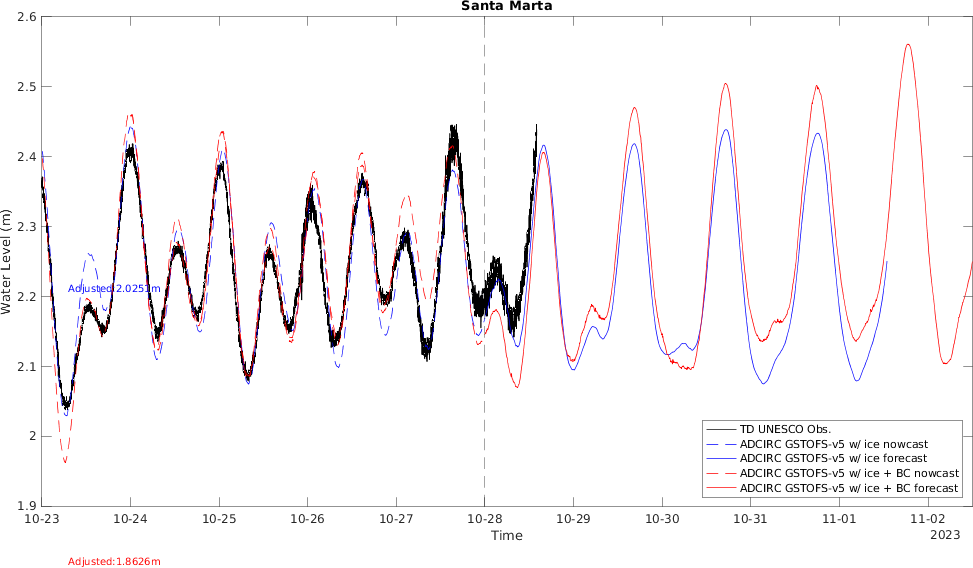 Santa Marta
2.6
2.5
2.4
2.3
2.2
2.1
2
1.9
Water Level (m)
Adjusted:2.0251m
TD UNESCO Obs.
ADCIRC GSTOFS-v5 w/ ice nowcast
ADCIRC GSTOFS-v5 w/ ice forecast
ADCIRC GSTOFS-v5 w/ ice + BC nowcast
ADCIRC GSTOFS-v5 w/ ice + BC forecast
10-23 10-24 10-25 10-26 10-27 10-28 10-29 10-30 10-31 11-01 11-02
Time
2023
Adjusted:1.8626m